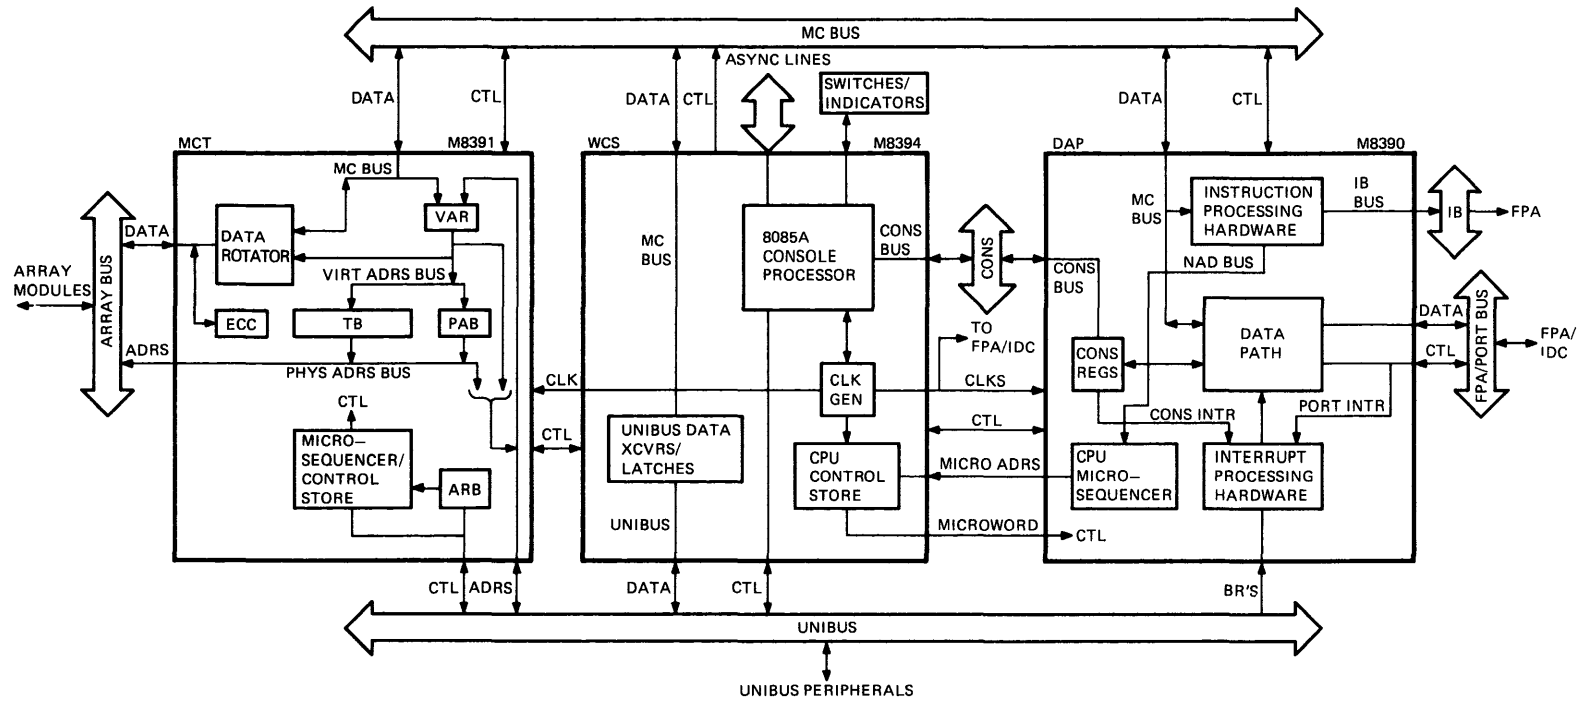 MC BUS
ASYNC LINES
DATA
CTL
DATA
CTL
SWITCHES/
INDICATORS
DATA
CTL
MCT
M8391
WCS
M8394
DAP
M8390
MC BUS
VAR
DATA
ROTATOR
VIRT ADRS BUS
ECC
TB
PAB
PHYS ADRS BUS
CTL
MICRO-
SEQUENCER/
CONTROL
STORE
ARB
DATA
ARRAY
MODULES
ARRAY BUS
ADRS
CTL
ADRS
MC
BUS
8085A
CONSOLE
PROCESSOR
CONS
BUS
CLK
GEN
CLK
CTL
UNIBUS DATA
XCVRS/
LATCHES
CPU
CONTROL
STORE
UNIBUS
DATA
CTL
CONS
TO
FPA/IDC
CLKS
CTL
MICRO ADRS
MICROWORD
CTL
MC
BUS
INSTRUCTION
PROCESSING
HARDWARE
IB
BUS
IB
FPA
NAD BUS
CONS
BUS
DATA
PATH
CONS
REGS
CONS INTR
PORT INTR
CPU
MICRO-
SEQUENCER
INTERRUPT
PROCESSING
HARDWARE
DATA
CTL
FPA/PORT BUS
FPA/
IDC
BR'S
UNIBUS
UNIBUS PERIPHERALS